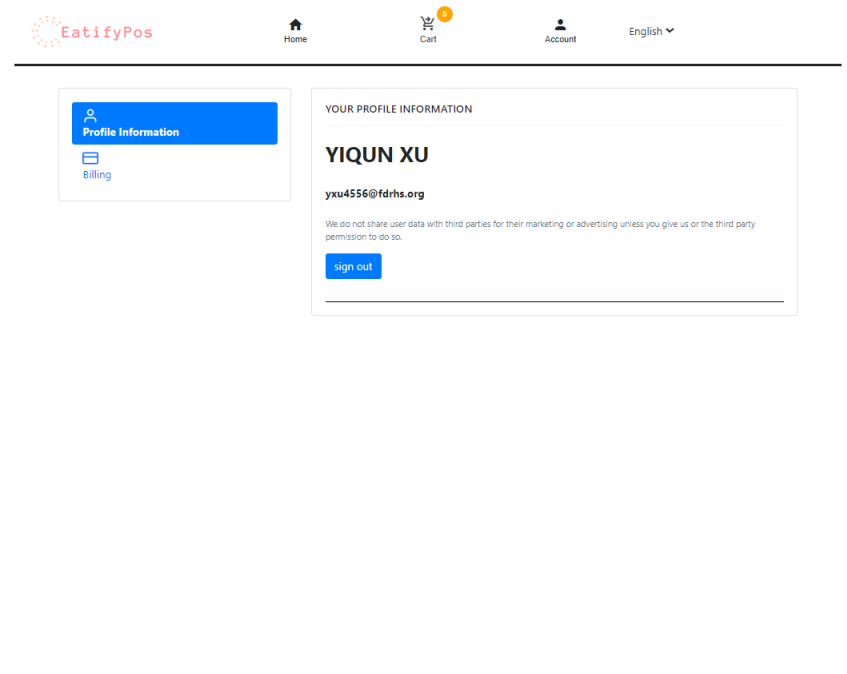 EatifyPos
Home
5
Cart
Account
English
Profile Information
Billing
YOUR PROFILE INFORMATION
YIQUN XU
yxu4556@fdrhs.org
We do not share user data with third parties for their marketing or advertising unless you give us or the third party
permission to do so.
sign out